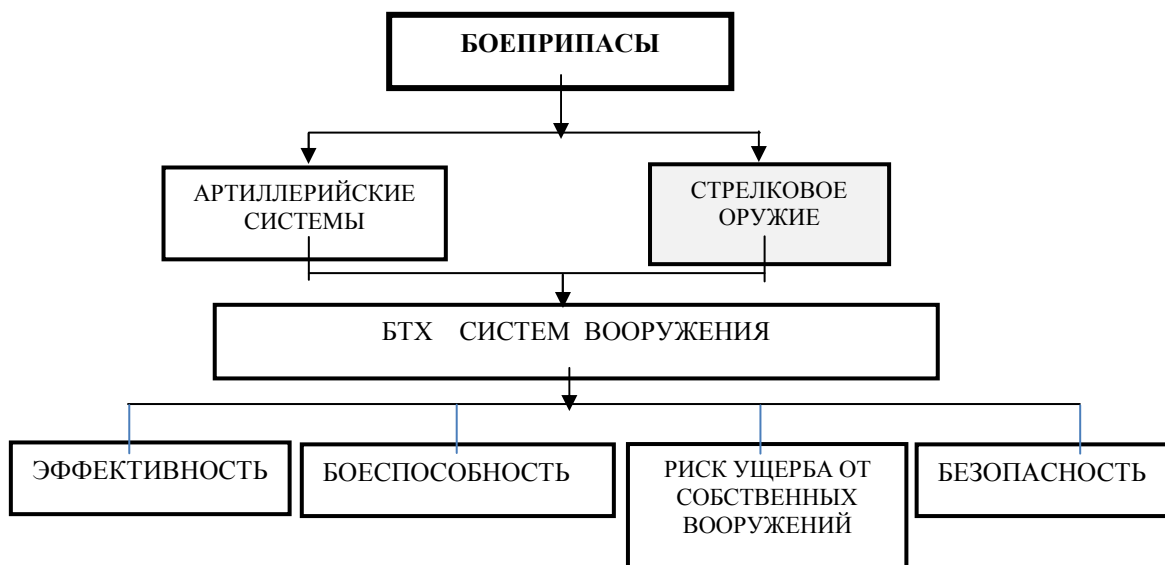 БОЕПРИПАСЫ
АРТИЛЛЕРИЙСКИЕ
СИСТЕМЫ
СТРЕЛКОВОЕ
ОРУЖИЕ
БТХ СИСТЕМ ВООРУЖЕНИЯ
ЭФФЕКТИВНОСТЬ
БОЕСПОСОБНОСТЬ
РИСК УЩЕРБА ОТ
СОБСТВЕННЫХ
ВООРУЖЕНИЙ
БЕЗОПАСНОСТЬ